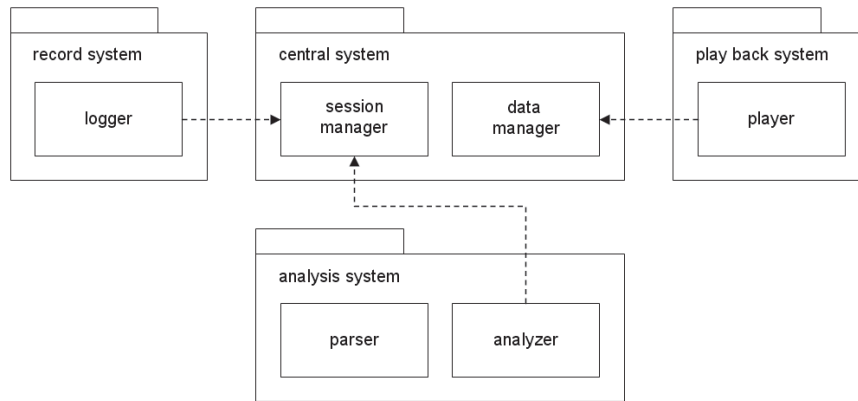 record system
logger
central system
session
manager
data
manager
play back system
player
analysis system
parser
analyzer